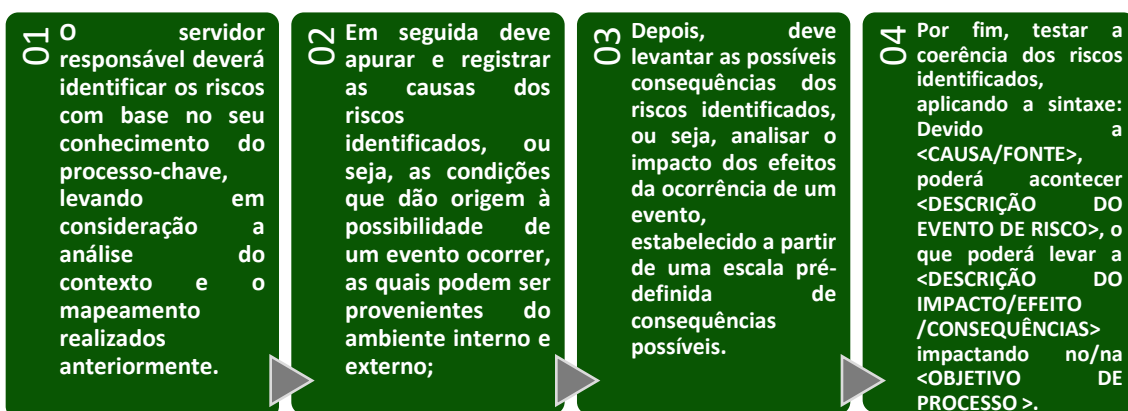 01
O servidor
responsável deverá
identificar os riscos
com base no seu
conhecimento do
processo-chave,
levando em
consideração a
análise do
contexto e o
mapeamento
realizados
anteriormente.
02
Em seguida deve
apurar e registrar
as causas dos
riscos
identificados, ou
seja, as condições
que dão origem à
possibilidade de
um evento ocorrer,
as quais podem ser
provenientes do
ambiente interno e
externo;
03
Depois, deve
levantar as possíveis
consequências dos
riscos identificados,
ou seja, analisar o
impacto dos efeitos
da ocorrência de um
evento,
estabelecido a partir
de uma escala pré-
definida de
consequências
possíveis.
04
Por fim, testar a
coerência dos riscos
identificados,
aplicando a sintaxe:
Devido a
<CAUSA/FONTE>,
poderá acontecer
<DESCRIÇÃO DO
EVENTO DE RISCO>, o
que poderá levar a
<DESCRIÇÃO DO
IMPACTO/EFEITO
/CONSEQUÊNCIAS>
impactando no/na
<OBJETIVO DE
PROCESSO >.